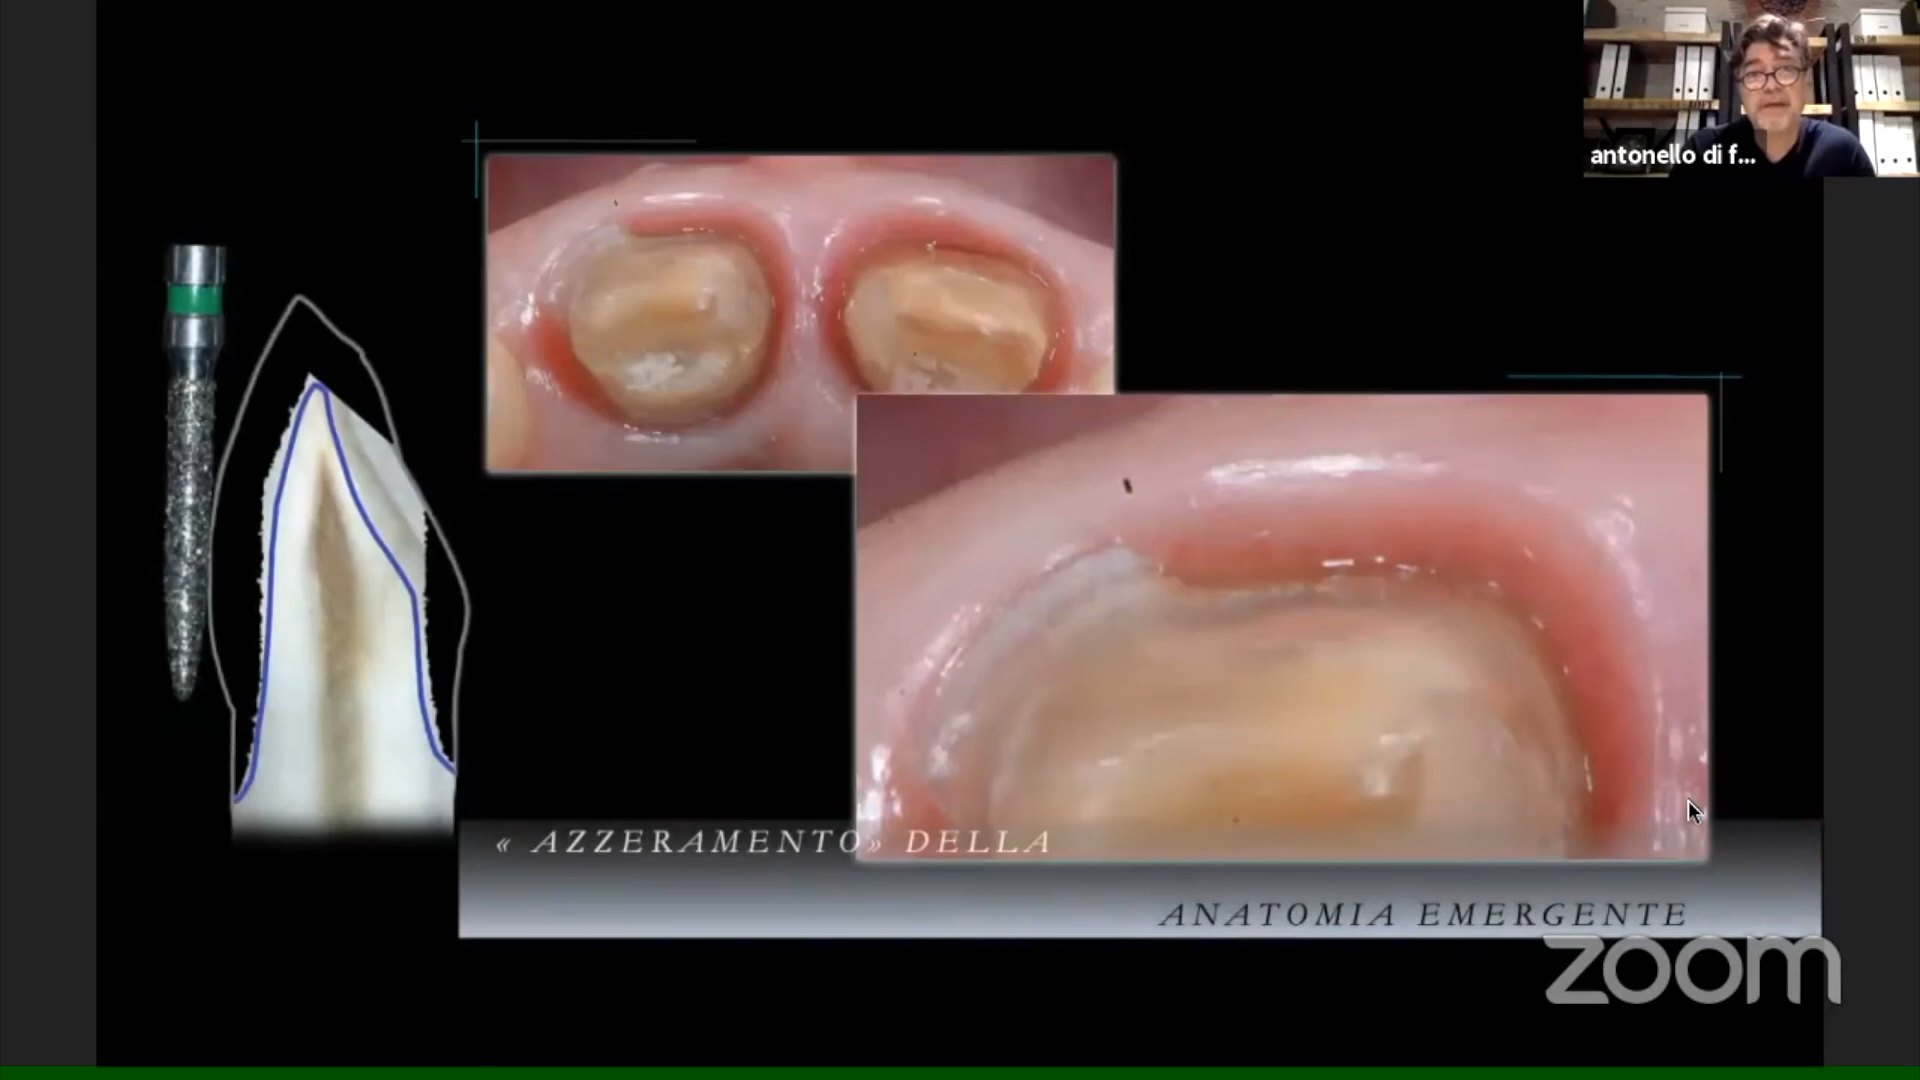 antonello di f...
« AZZERAMENTO» DELLA
ANATOMIA EMERGENTE
zoom